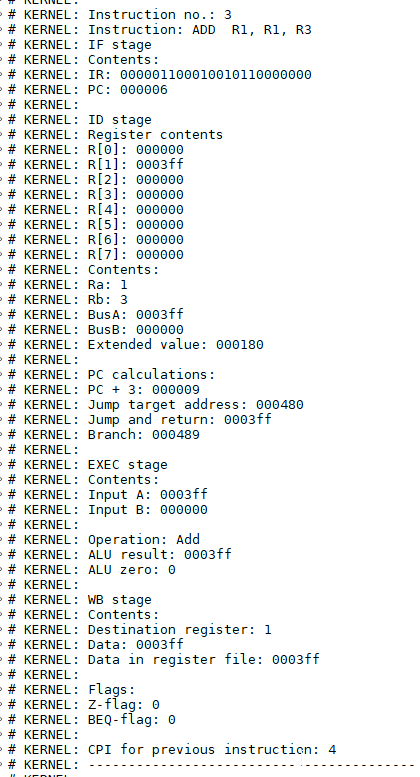 # KERNEL:
# KERNEL: Instruction no.: 3
# KERNEL: Instruction: ADD  R1, R1, R3
# KERNEL: IF stage
# KERNEL: Contents:
# KERNEL: IR: 000001100010010110000000
# KERNEL: PC: 000006
# KERNEL:
# KERNEL: ID stage
# KERNEL: Register contents
# KERNEL: R[0]: 000000
# KERNEL: R[1]: 0003ff
# KERNEL: R[2]: 000000
# KERNEL: R[3]: 000000
# KERNEL: R[4]: 000000
# KERNEL: R[5]: 000000
# KERNEL: R[6]: 000000
# KERNEL: R[7]: 000000
# KERNEL: Contents:
# KERNEL: Ra: 1
# KERNEL: Rb: 3
# KERNEL: BusA: 0003ff
# KERNEL: BusB: 000000
# KERNEL: Extended value: 000180
# KERNEL:
# KERNEL: PC calculations:
# KERNEL: PC + 3: 000009
# KERNEL: Jump target address: 000480
# KERNEL: Jump and return: 0003ff
# KERNEL: Branch: 000489
# KERNEL:
# KERNEL: EXEC stage
# KERNEL: Contents:
# KERNEL: Input A: 0003ff
# KERNEL: Input B: 000000
# KERNEL:
# KERNEL: Operation: Add
# KERNEL: ALU result: 0003ff
# KERNEL: ALU zero: 0
# KERNEL:
# KERNEL: WB stage
# KERNEL: Contents:
# KERNEL: Destination register: 1
# KERNEL: Data: 0003ff
# KERNEL: Data in register file: 0003ff
# KERNEL:
# KERNEL: Flags:
# KERNEL: Z-flag: 0
# KERNEL: BEQ-flag: 0
# KERNEL:
# KERNEL: CPI for previous instruction: 4
# KERNEL: -----------------------------------------
# KERNEL: